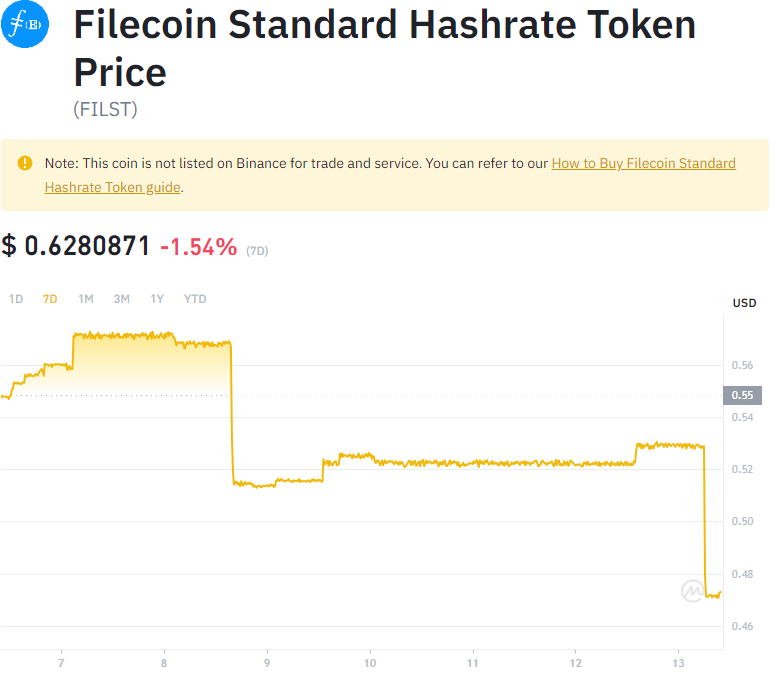 Filecoin Standard Hashrate Token
Price
(FILST)
Note: This coin is not listed on Binance for trade and service. You can refer to our How to Buy Filecoin Standard
Hashrate Token guide.
$ 0.6280871 -1.54% (7D)
1D 7D 1M 3M 1Y YTD
USD
0.56
0.55
0.54
0.52
0.50
0.48
0.46
7 8 9 10 11 12 13